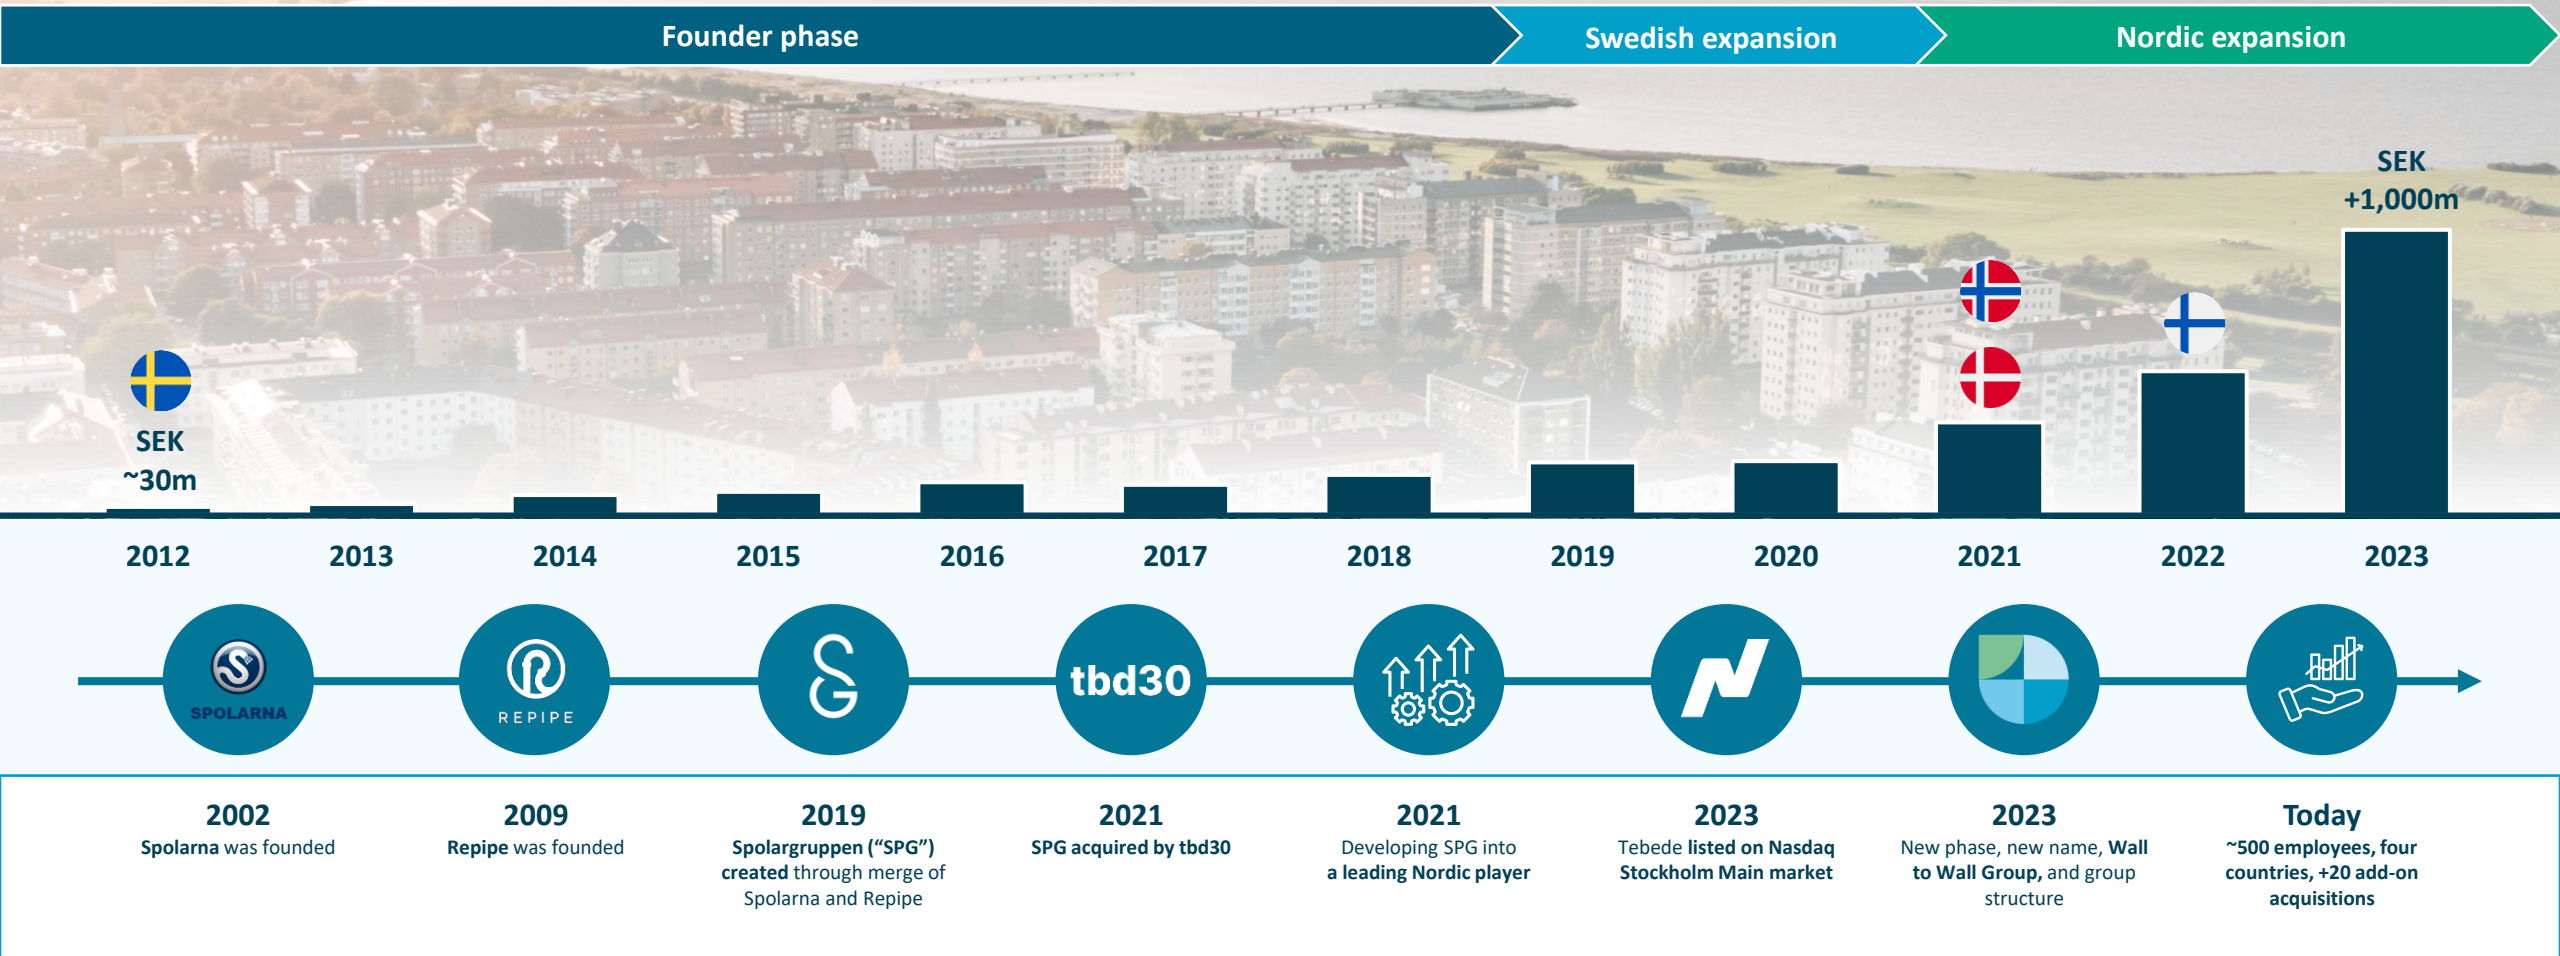 Founder phase
Swedish expansion
Nordic expansion
SEK
+1,000m
SEK
~30m
2012
2013
2014
2015
2016
2017
2018
2019
2020
2021
2022
2023
SPOLARNA
REPIPE
tbd30
2002
Spolarna was founded
2009
Repipe was founded
2019
Spolargruppen (“SPG”)
created through merge of
Spolarna and Repipe
2021
SPG acquired by tbd30
2021
Developing SPG into
a leading Nordic player
2023
Tebede listed on Nasdaq
Stockholm Main market
2023
New phase, new name, Wall
to Wall Group, and group
structure
Today
~500 employees, four
countries, +20 add-on
acquisitions